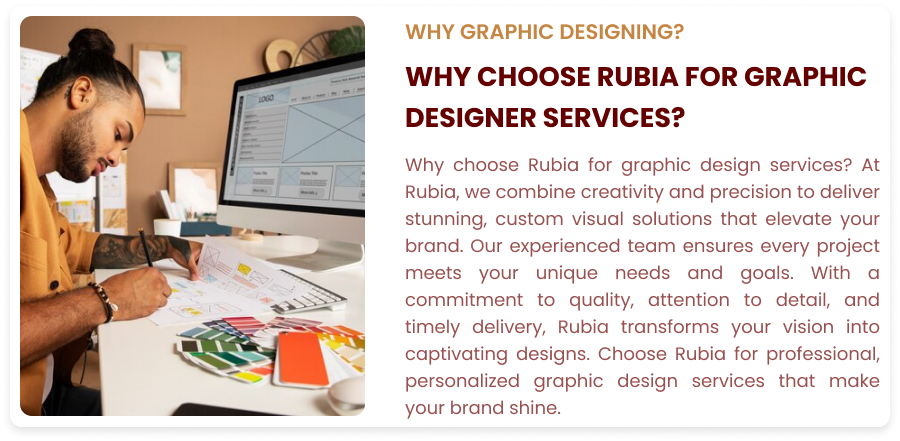 WHY GRAPHIC DESIGNING?
WHY CHOOSE RUBIA FOR GRAPHIC
DESIGNER SERVICES?
Why choose Rubia for graphic design services? At
Rubia, we combine creativity and precision to deliver
stunning, custom visual solutions that elevate your
brand. Our experienced team ensures every project
meets your unique needs and goals. With a
commitment to quality, attention to detail, and
timely delivery, Rubia transforms your vision into
captivating designs. Choose Rubia for professional,
personalized graphic design services that make
your brand shine.
LOGO